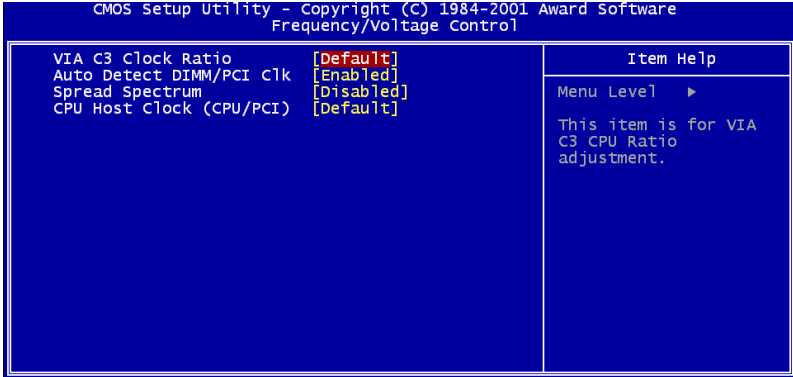 CMOS Setup Utility - Copyright (C) 1984-2001 Award Software
Frequency/Voltage Control
VIA C3 Clock Ratio [Default]
Auto Detect DIMM/PCI Clk [Enabled]
Spread Spectrum [Disabled]
CPU Host Clock (CPU/PCI) [Default]
Item Help
Menu Level ▶
This item is for VIA
C3 CPU Ratio
adjustment.